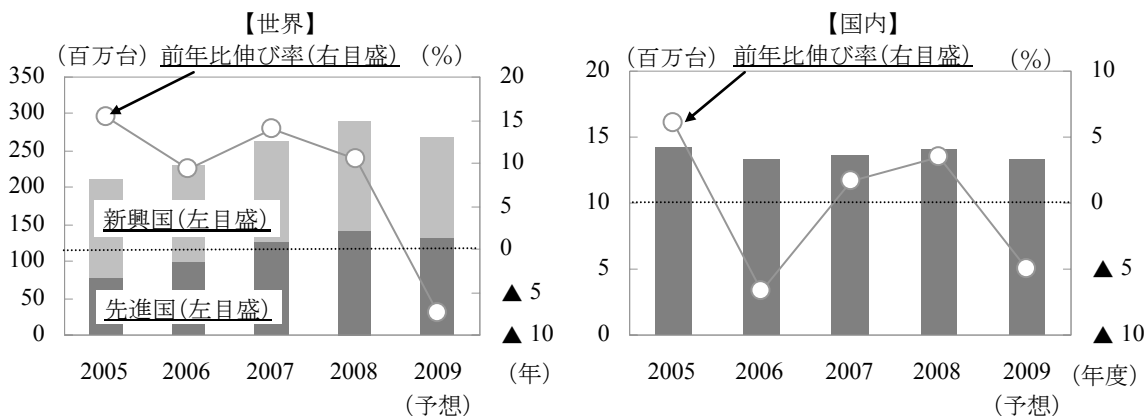 【世界】
(百万台) 前年比伸び率(右目盛) (%)
350
300
250
200
150
100
50
0
20
15
10
5
0
▲ 5
▲ 10
新興国(左目盛)
先進国(左目盛)
2005 2006 2007 2008 2009 (年)
(予想)
【国内】
(百万台) 前年比伸び率(右目盛) (%)
20
15
10
5
0
10
5
0
▲ 5
▲ 10
2005 2006 2007 2008 2009 (年度)
(予想)